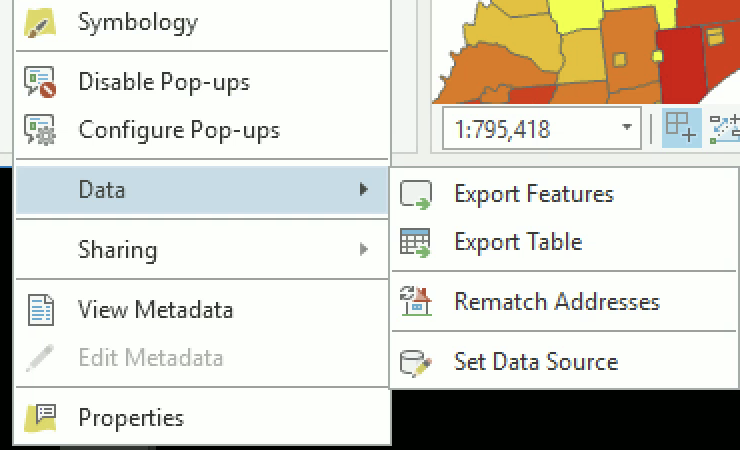 Symbology
Disable Pop-ups
Configure Pop-ups
1:795,418
Data
Export Features
Export Table
Sharing
Rematch Addresses
View Metadata
Edit Metadata
Set Data Source
Properties